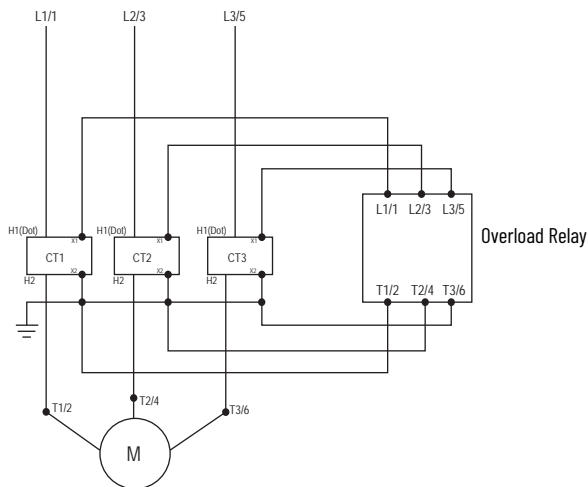 L1/1 L2/3 L3/5
L1/1 L2/3 L3/5
Overload Relay
H1(Dot) X1 H1(Dot) X1 H1(Dot) X1
CT1 CT2 CT3
H2 X2 H2 X2 H2 X2
T1/2 T2/4 T3/6
T1/2 T2/4 T3/6
M